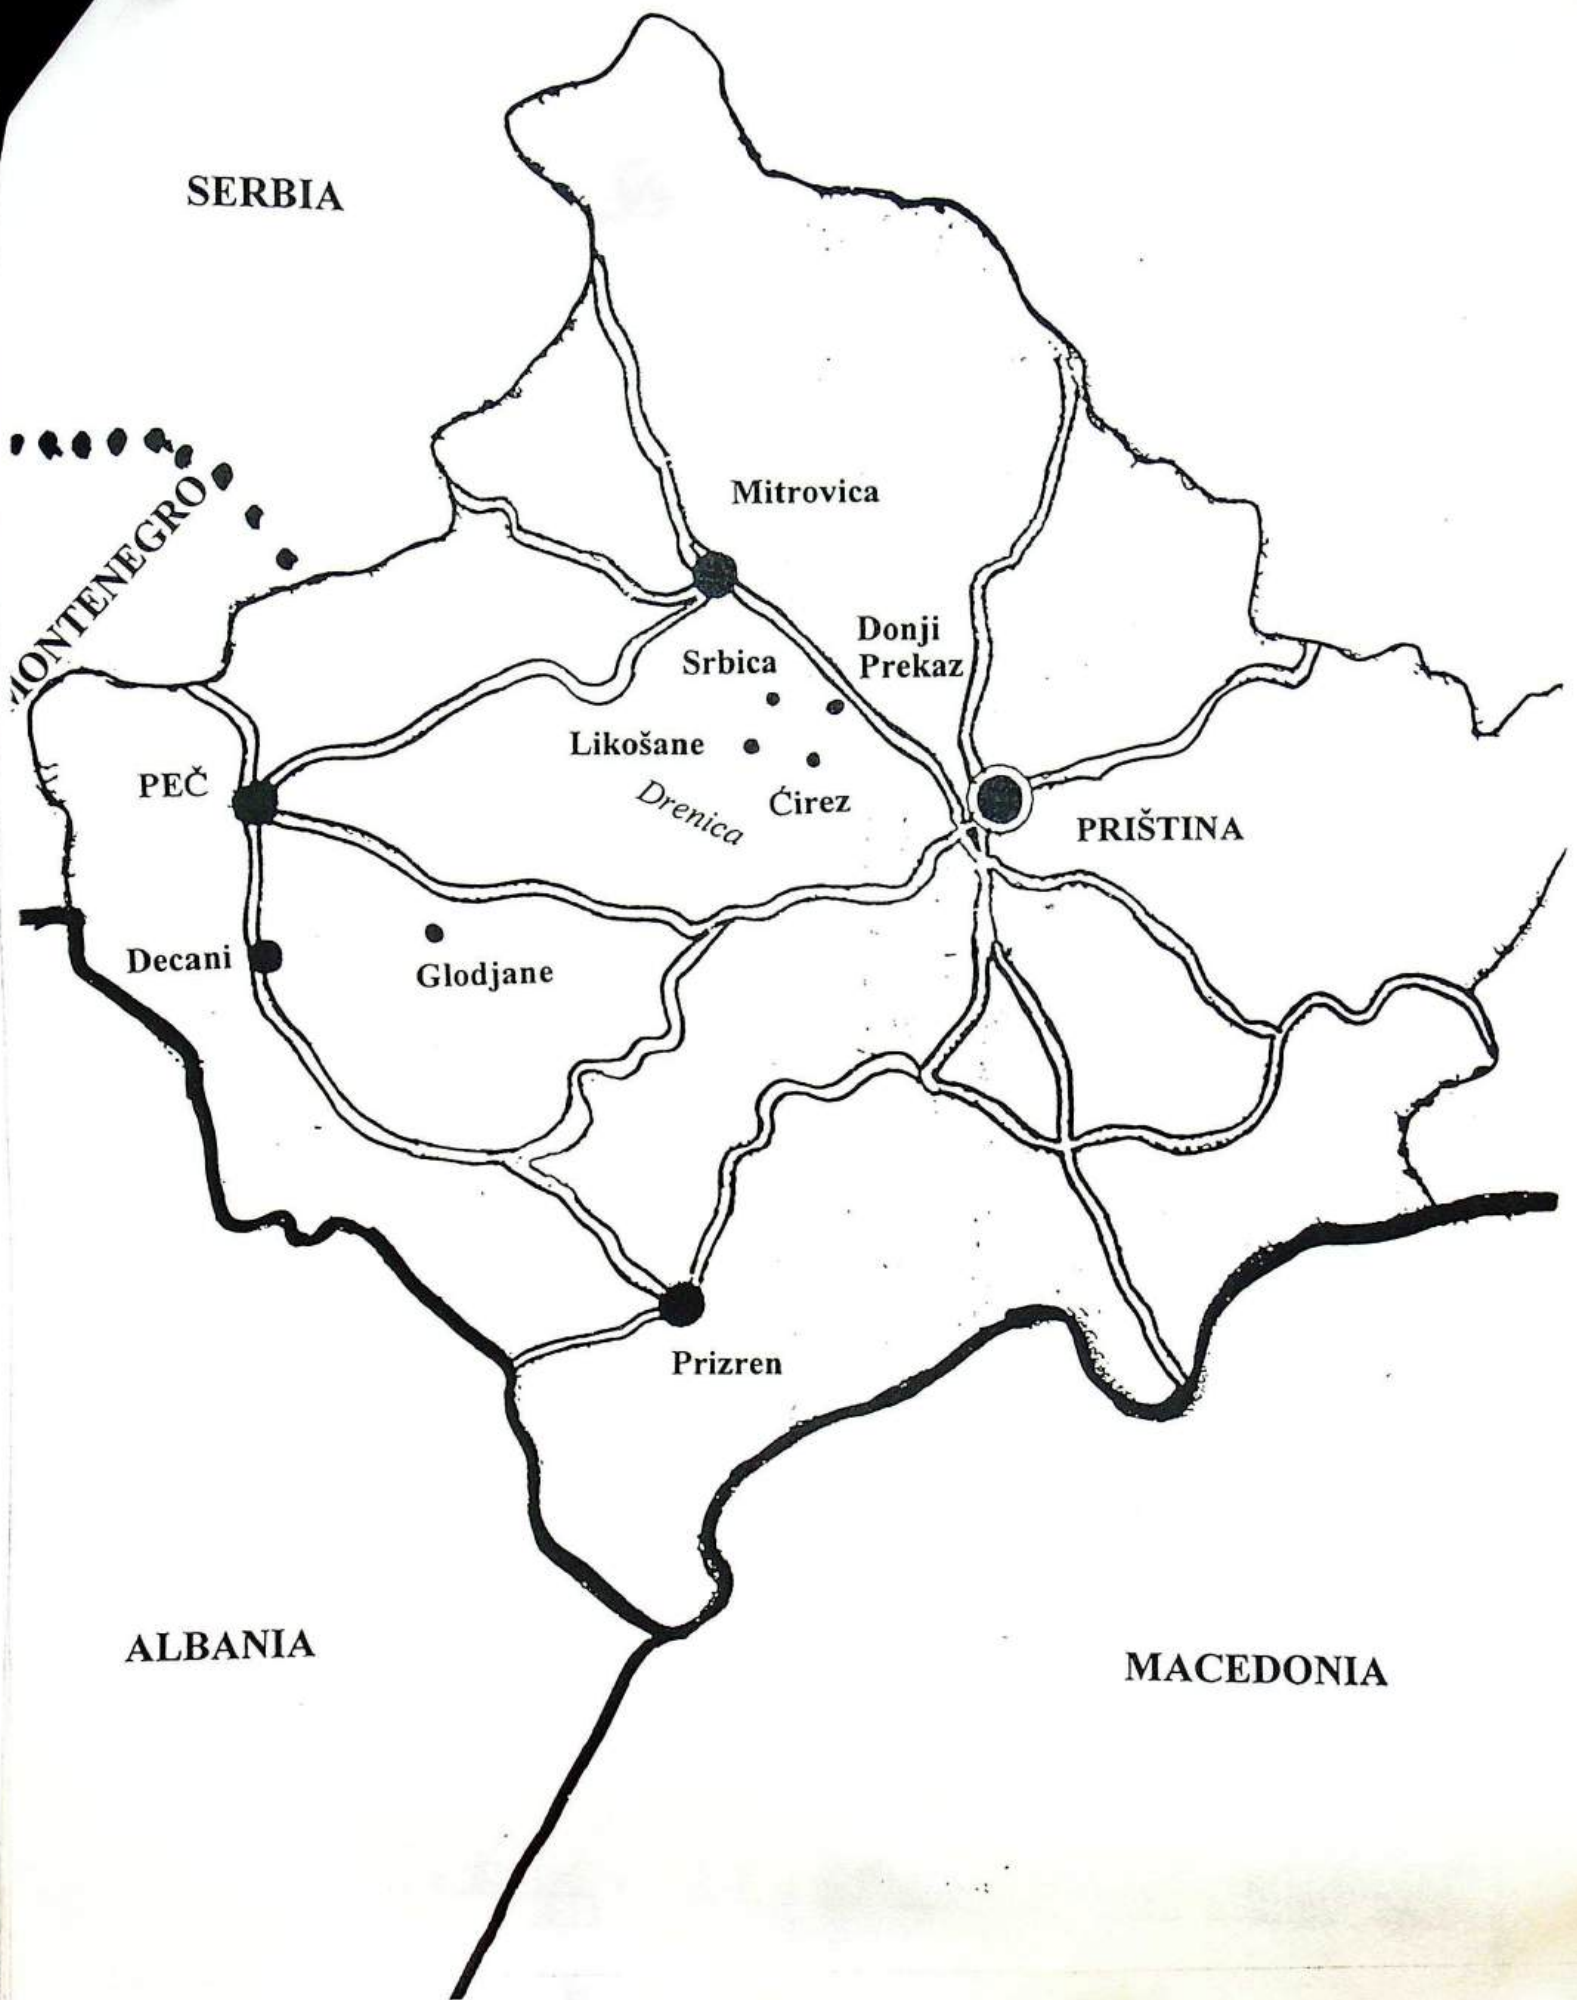 SERBIA
MONTENEGRO
Mitrovica
Donji
Prekaz
Srbica
Likošane
Ćirez
Drenica
PEČ
PRIŠTINA
Decani
Glodjane
Prizren
ALBANIA
MACEDONIA